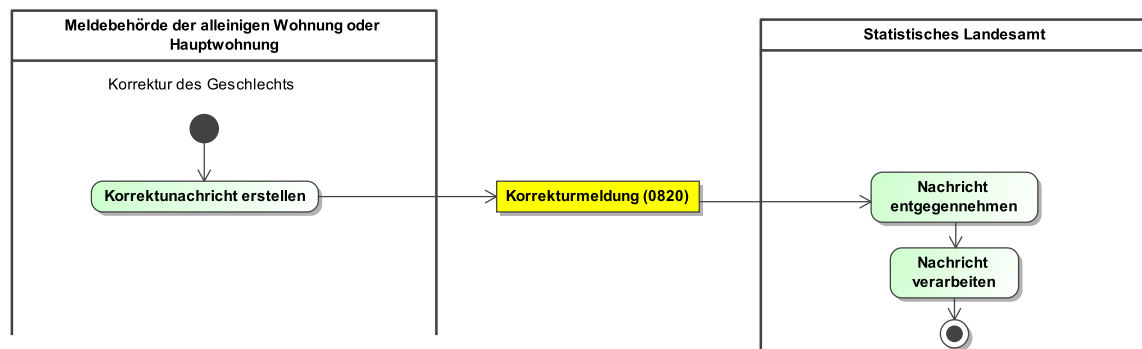 Meldebehörde der alleinigen Wohnung oder
Hauptwohnung
Statistisches Landesamt
Korrektur des Geschlechts
Korrektunachricht erstellen
Korrekturmeldung (0820)
Nachricht
entgegennehmen
Nachricht
verarbeiten